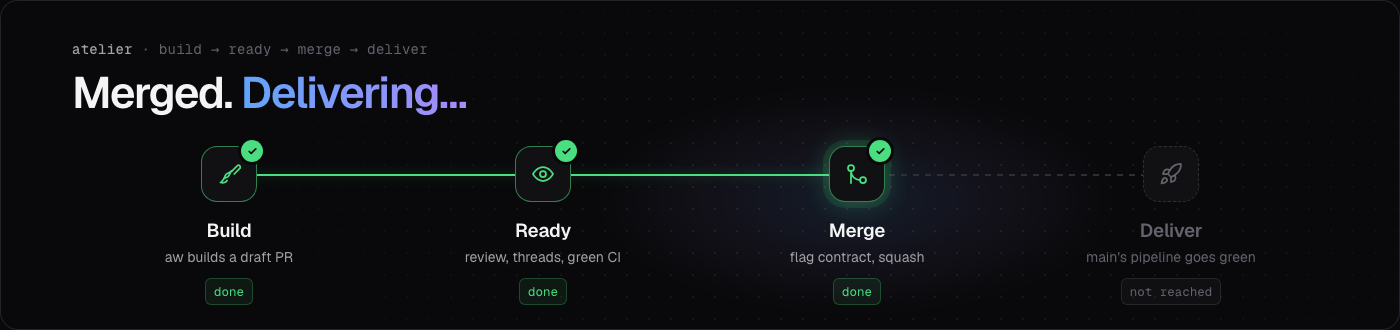 atelier · build → ready → merge → deliver
Merged. Delivering...
Build
aw builds a draft PR
done
Ready
review, threads, green CI
done
Merge
flag contract, squash
done
Deliver
main's pipeline goes green
not reached